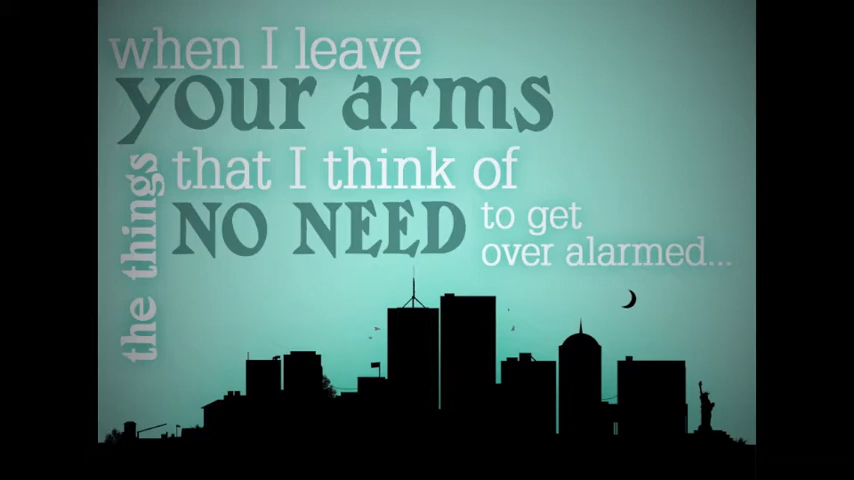 when I leave
your arms
the things
that I think of
NO NEED
to get
over alarmed...